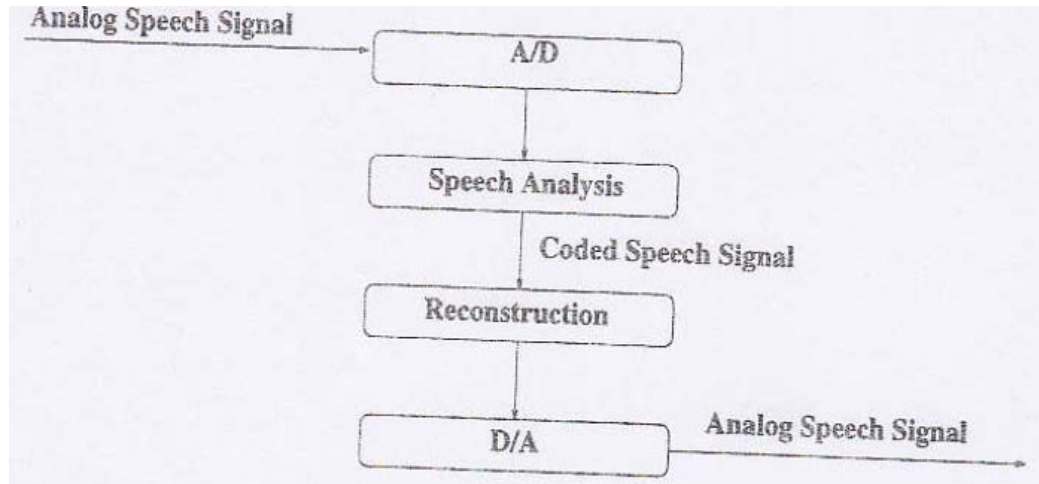 Analog Speech Signal
A/D
Speech Analysis
Coded Speech Signal
Reconstruction
D/A
Analog Speech Signal